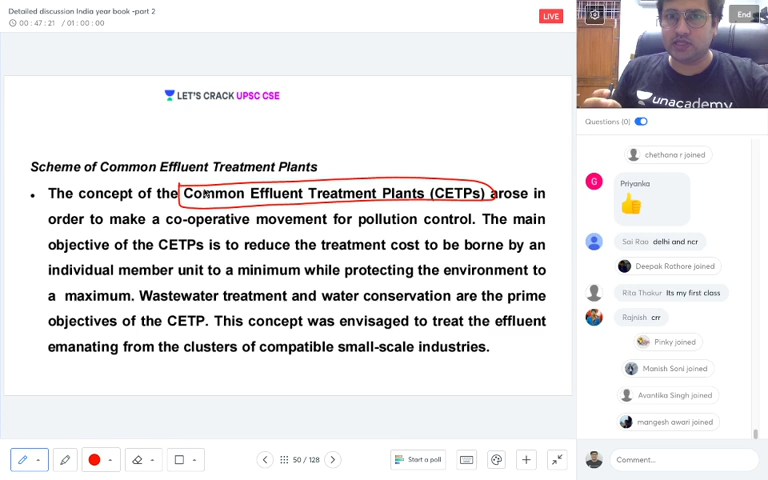 Detailed discussion India year book -part 2
00 : 47 : 21 / 01 : 00 : 00
LIVE
End
unacademy
LET'S CRACK UPSC CSE
Scheme of Common Effluent Treatment Plants
• The concept of the Common Effluent Treatment Plants (CETPs) arose in
order to make a co-operative movement for pollution control. The main
objective of the CETPs is to reduce the treatment cost to be borne by an
individual member unit to a minimum while protecting the environment to
a maximum. Wastewater treatment and water conservation are the prime
objectives of the CETP. This concept was envisaged to treat the effluent
emanating from the clusters of compatible small-scale industries.
Questions (0)
chethana r joined
G
Priyanka
Sai Rao delhi and ncr
Deepak Rathore joined
Rita Thakur Its my first class
Rajnish crr
Pinky joined
Manish Soni joined
Avantika Singh joined
mangesh awari joined
50 / 128
Start a poll
Comment...